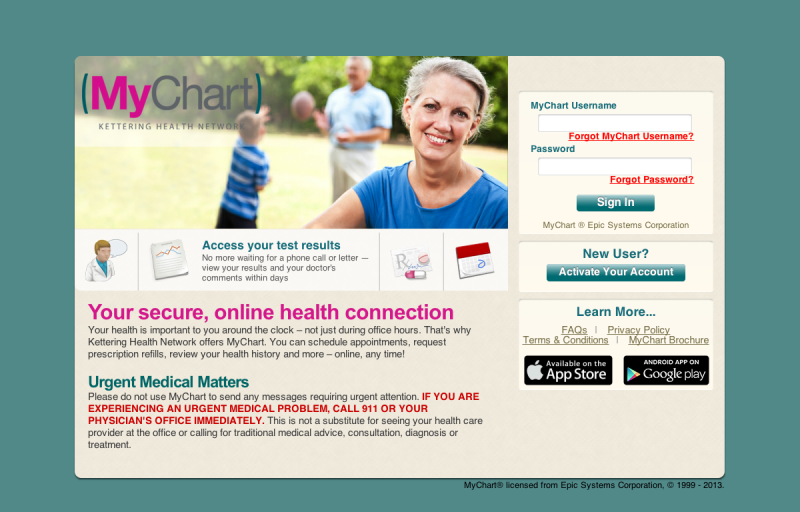 (MyChart)
KETTERING HEALTH NETWORK
MyChart Username
Forgot MyChart Username?
Password
Forgot Password?
Sign In
MyChart ® Epic Systems Corporation
New User?
Activate Your Account
Learn More...
FAQs | Privacy Policy
Terms & Conditions | MyChart Brochure
Available on the
App Store
ANDROID APP ON
Google play
Access your test results
No more waiting for a phone call or letter —
view your results and your doctor's
comments within days
Your secure, online health connection
Your health is important to you around the clock – not just during office hours. That's why
Kettering Health Network offers MyChart. You can schedule appointments, request
prescription refills, review your health history and more – online, any time!
Urgent Medical Matters
Please do not use MyChart to send any messages requiring urgent attention. IF YOU ARE
EXPERIENCING AN URGENT MEDICAL PROBLEM, CALL 911 OR YOUR
PHYSICIAN'S OFFICE IMMEDIATELY. This is not a substitute for seeing your health care
provider at the office or calling for traditional medical advice, consultation, diagnosis or
treatment.
MyChart® licensed from Epic Systems Corporation, © 1999 - 2013.